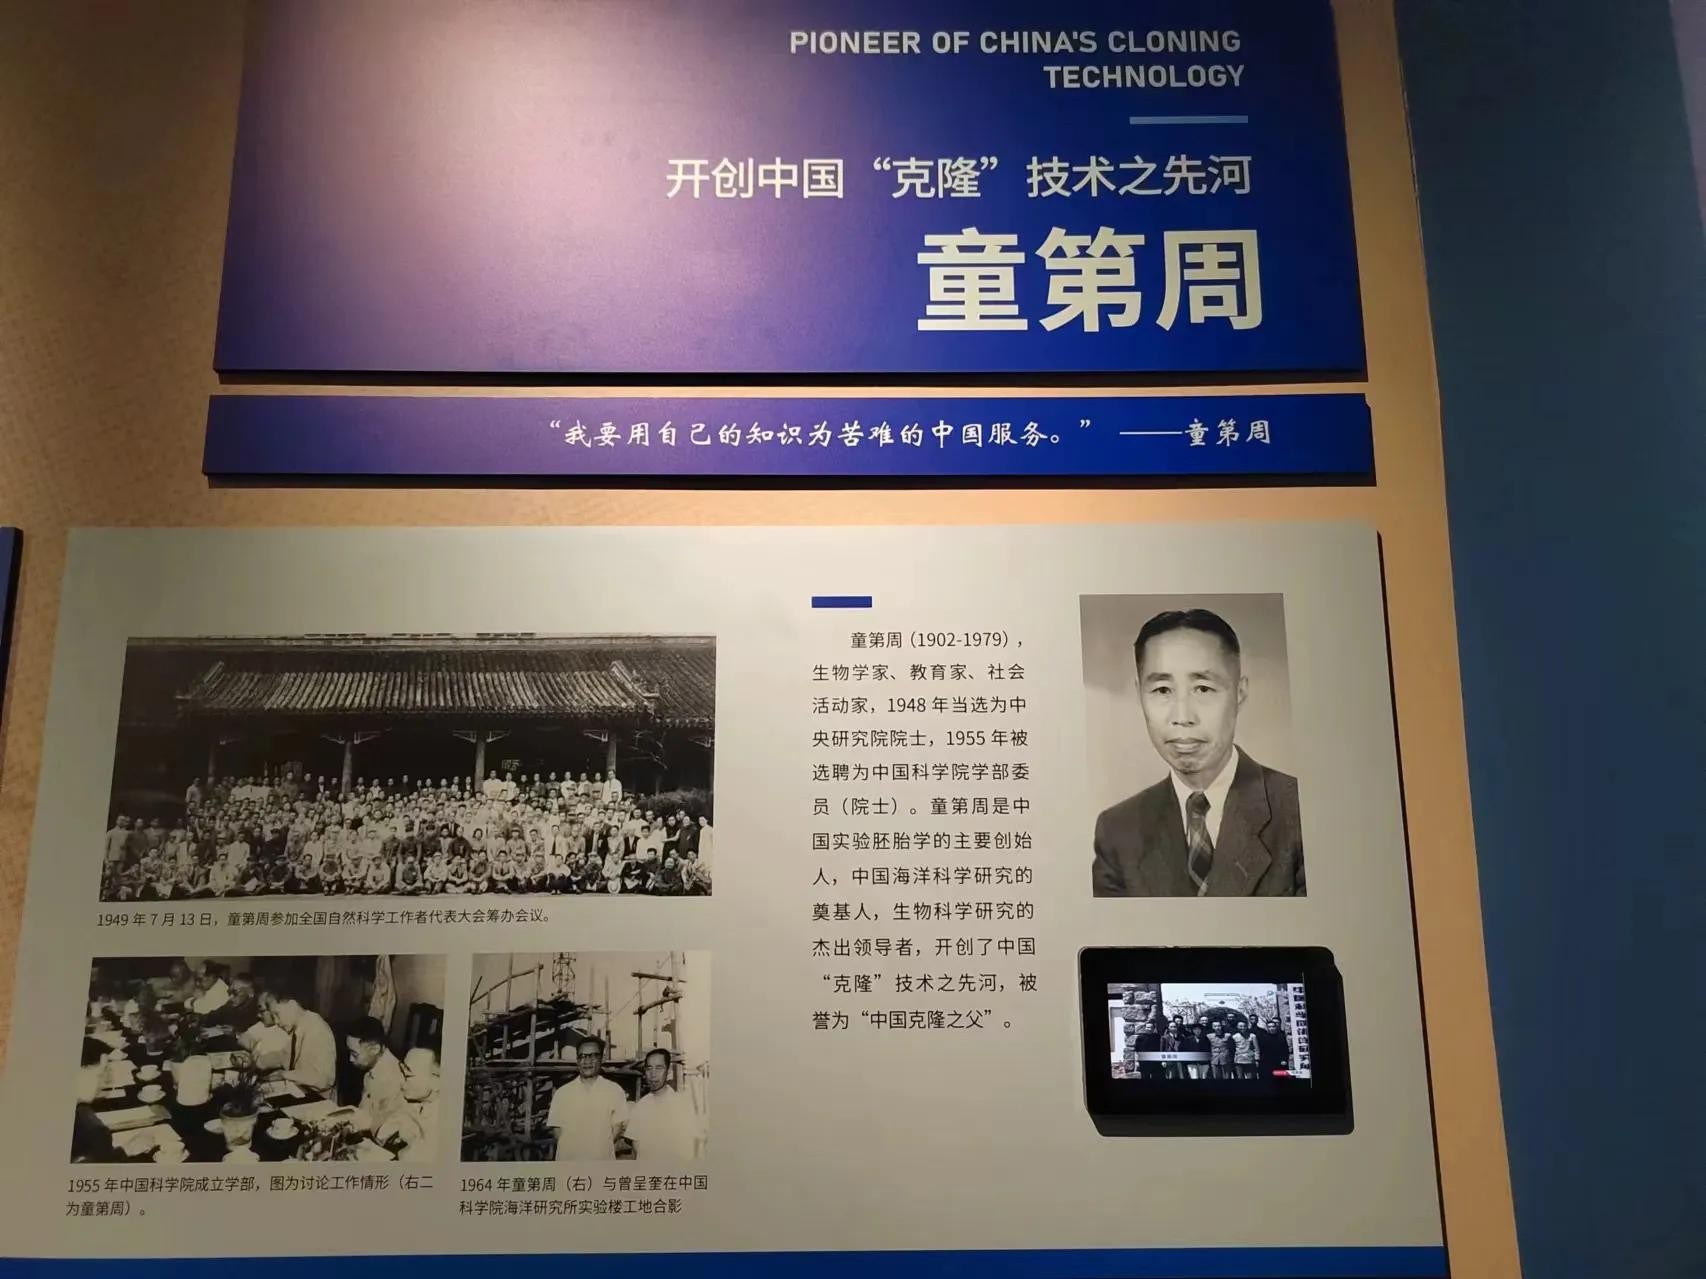 PIONEER OF CHINA'S CLONING
TECHNOLOGY
开创中国“克隆”技术之先河
童第周
“我要用自己的知识为苦难的中国服务。” ——童第周
1949 年 7 月 13 日，童第周参加全国自然科学工作者代表大会筹办会议。
1955 年中国科学院成立学部，图为讨论工作情形（右二
为童第周）。
1964 年童第周（右）与曾呈奎在中国
科学院海洋研究所实验楼工地合影
童第周（1902-1979），
生物学家、教育家、社会
活动家，1948 年当选为中
央研究院院士，1955 年被
选聘为中国科学院学部委
员（院士）。童第周是中
国实验胚胎学的主要创始
人，中国海洋科学研究的
奠基人，生物科学研究的
杰出领导者，开创了中国
“克隆”技术之先河，被
誉为“中国克隆之父”。
童第周